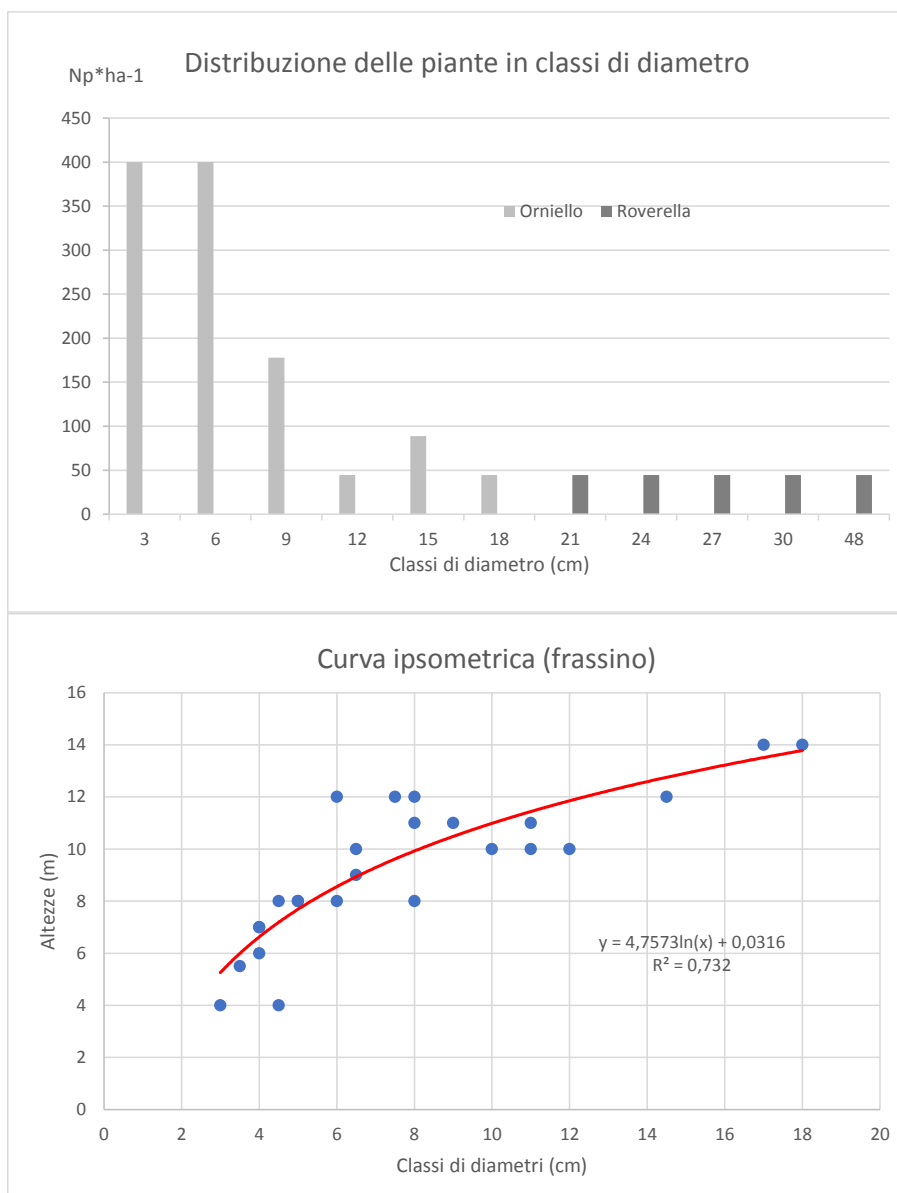 Distribuzione delle piante in classi di diametro
Np*ha-1
450
400
350
300
250
200
150
100
50
0
Orniello Roverella
3 6 9 12 15 18 21 24 27 30 48
Classi di diametro (cm)
Curva ipsometrica (frassino)
16
14
12
10
8
6
4
2
0
Altezze (m)
y = 4,7573ln(x) + 0,0316
R² = 0,732
0 2 4 6 8 10 12 14 16 18 20
Classi di diametri (cm)